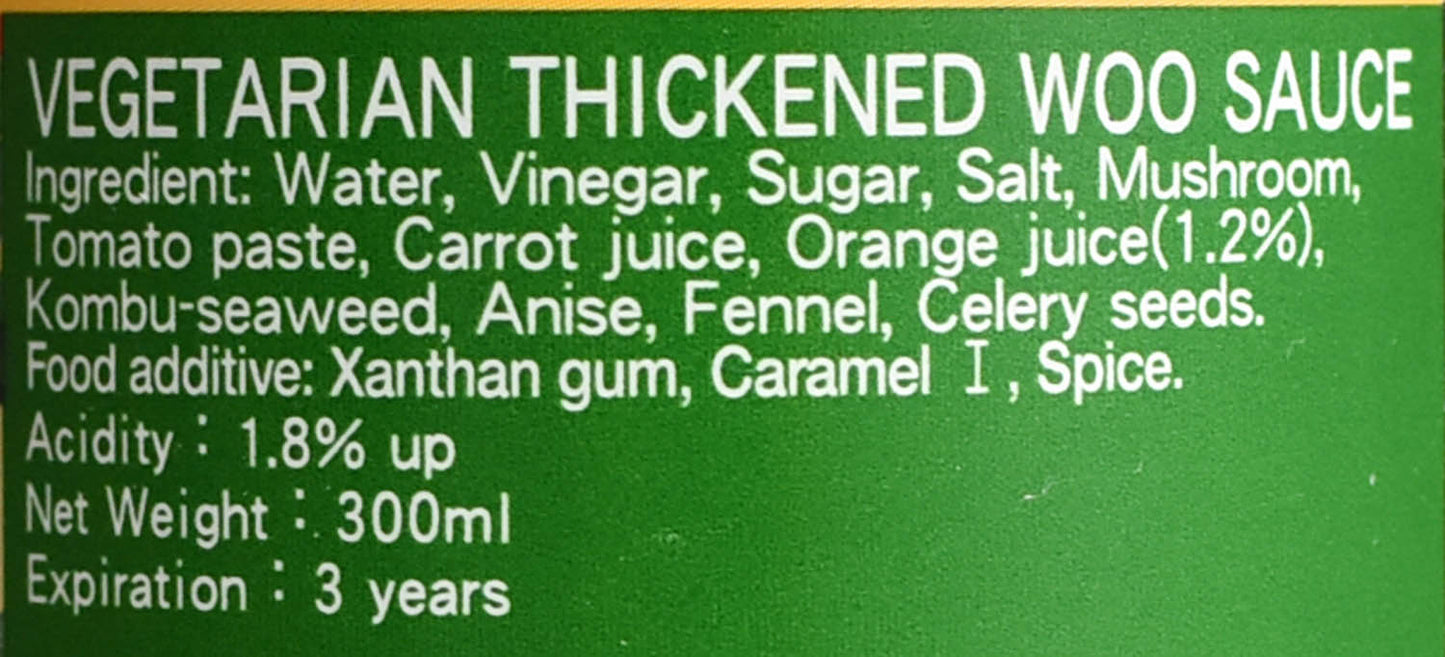 VEGETARIAN THICKENED WOO SAUCE
Ingredient: Water, Vinegar, Sugar, Salt, Mushroom,
Tomato paste, Carrot juice, Orange juice(1.2%),
Kombu-seaweed, Anise, Fennel, Celery seeds.
Food additive: Xanthan gum, Caramel Ⅰ, Spice.
Acidity：1.8% up
Net Weight：300ml
Expiration：3 years